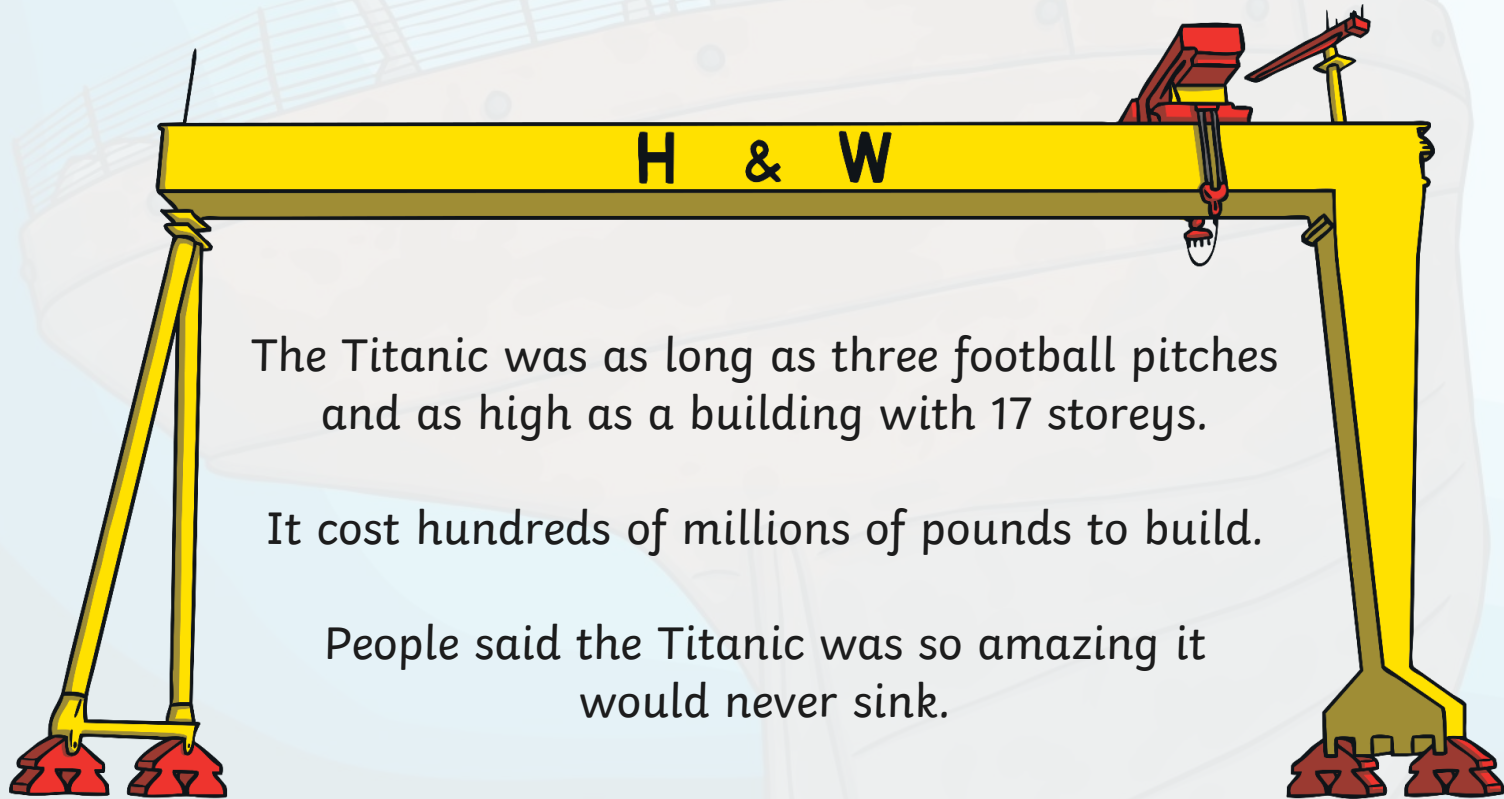 H & W
The Titanic was as long as three football pitches
and as high as a building with 17 storeys.
It cost hundreds of millions of pounds to build.
People said the Titanic was so amazing it
would never sink.